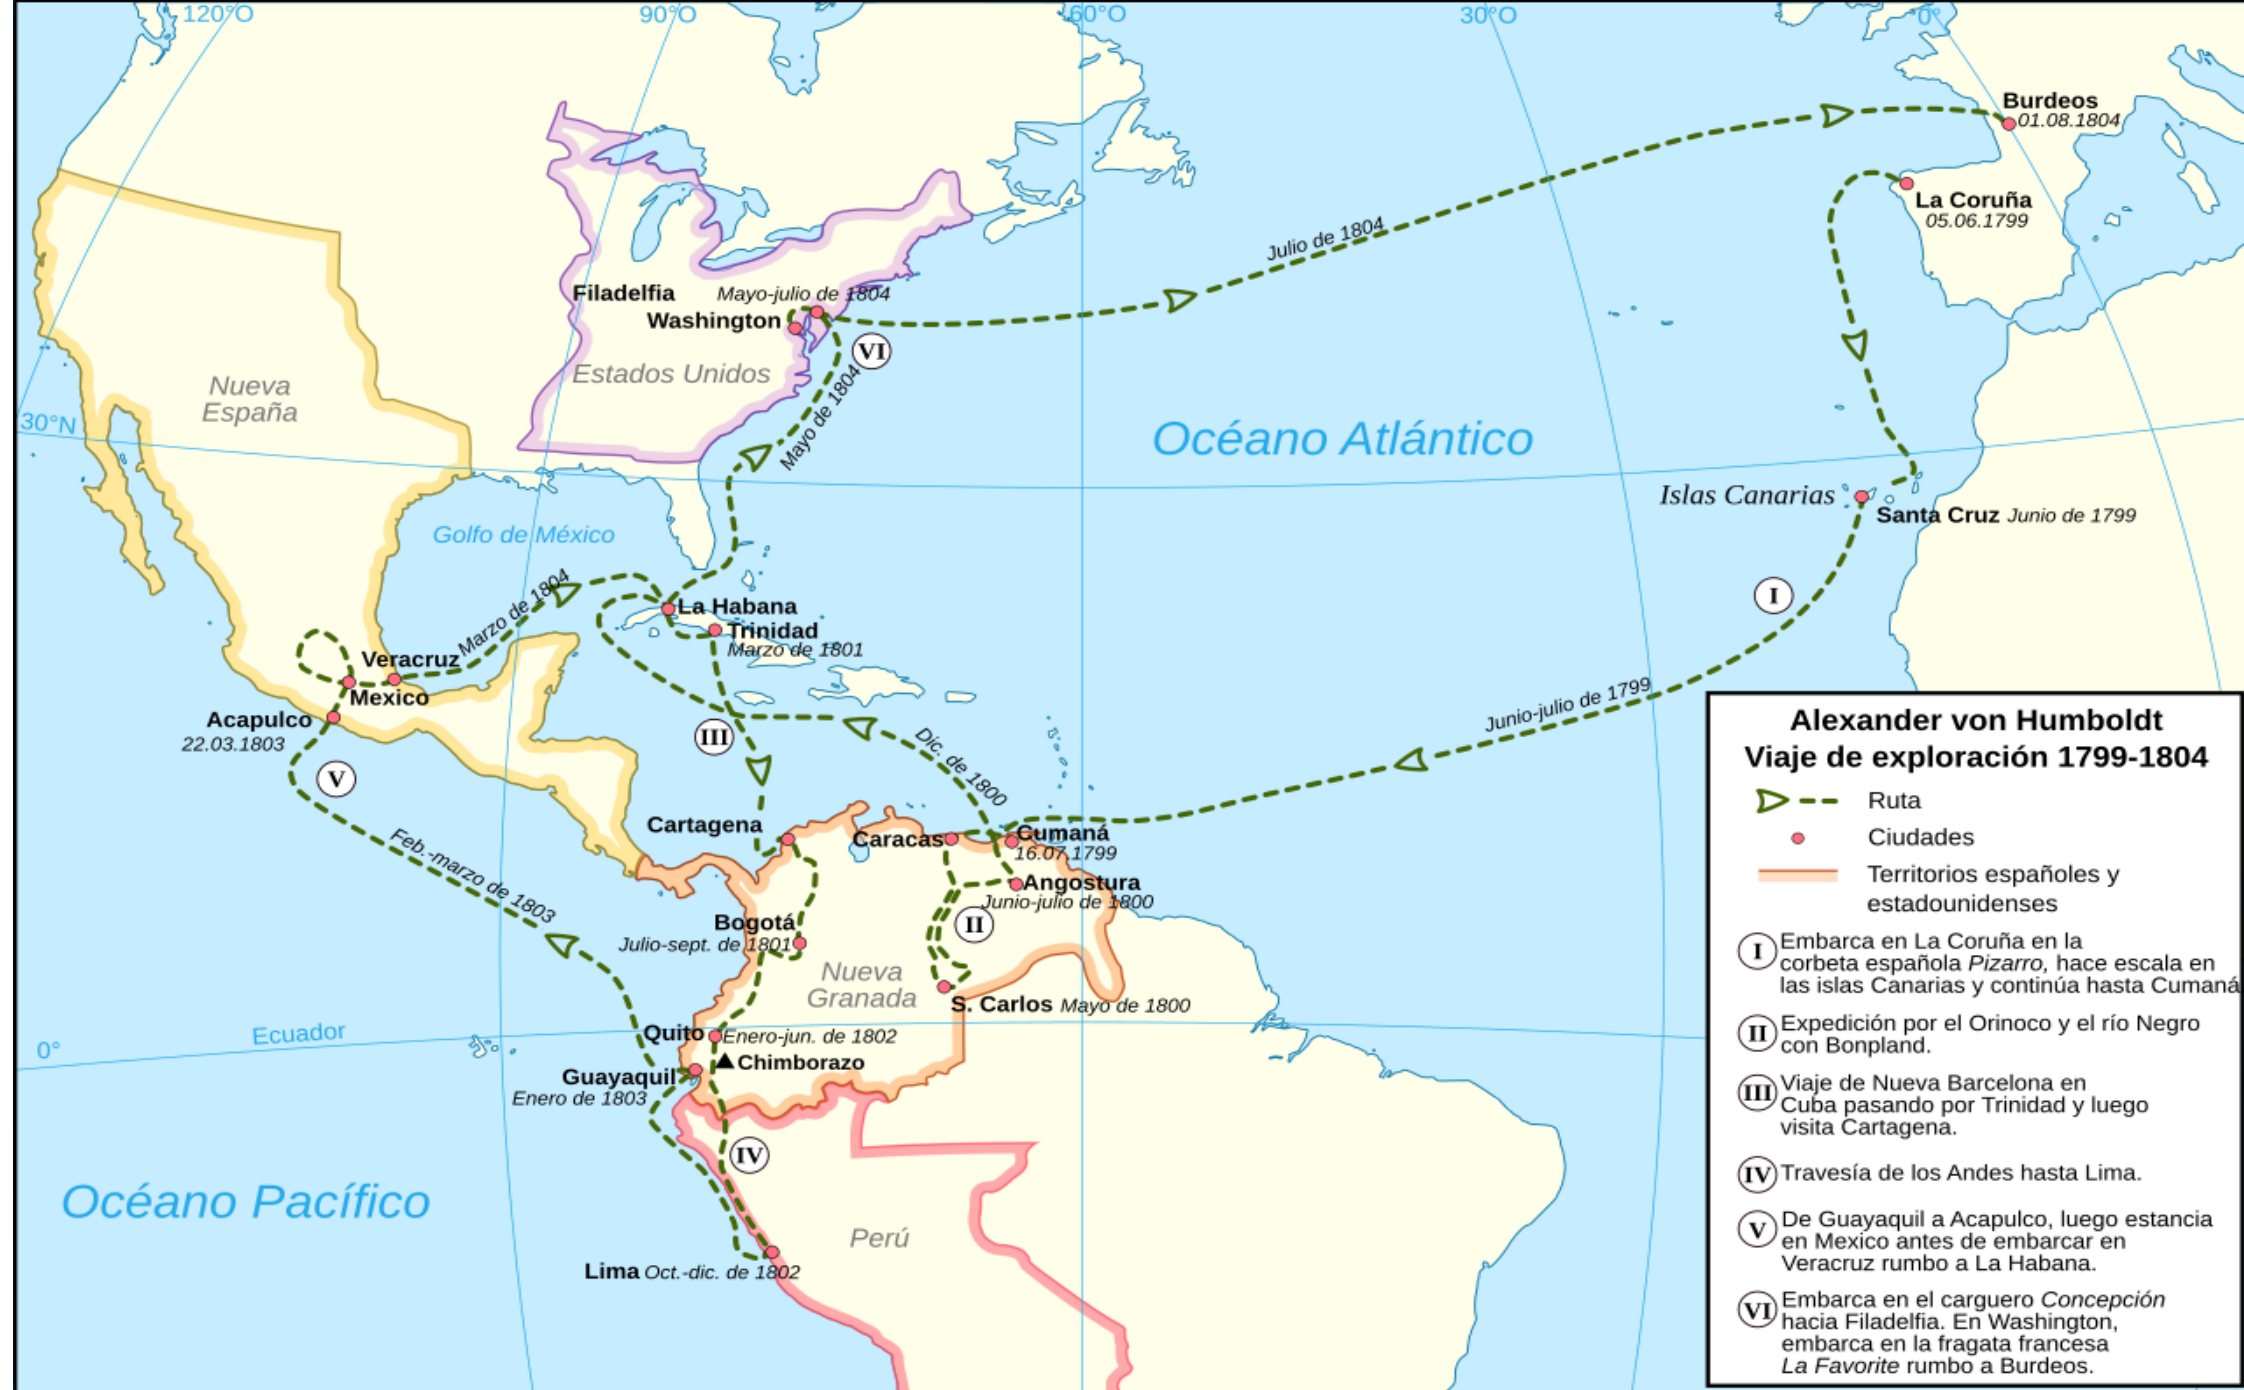 120°O
90°O
60°O
30°O
0°
Burdeos
01.08.1804
La Coruña
05.06.1799
Julio de 1804
Filadelfia
Mayo-julio de 1804
Washington
VI
Estados Unidos
Mayo de 1804
Nueva
España
30°N
Océano Atlántico
Islas Canarias
Santa Cruz Junio de 1799
Golfo de México
I
Marzo de 1804
La Habana
Trinidad
Marzo de 1801
Veracruz
Mexico
Acapulco
22.03.1803
V
III
Dic. de 1800
Junio-julio de 1799
Feb.-marzo de 1803
Cartagena
Caracas
Cumaná
16.07.1799
Angostura
Junio-julio de 1800
II
Bogotá
Julio-sept. de 1801
Nueva
Granada
S. Carlos Mayo de 1800
Ecuador
0°
Quito Enero-jun. de 1802
Chimborazo
Guayaquil
Enero de 1803
IV
Océano Pacífico
Perú
Lima Oct.-dic. de 1802
Alexander von Humboldt
Viaje de exploración 1799-1804
Ruta
Ciudades
Territorios españoles y
estadounidenses
I Embarca en La Coruña en la
corbeta española Pizarro, hace escala en
las islas Canarias y continúa hasta Cumaná
II Expedición por el Orinoco y el río Negro
con Bonpland.
III Viaje de Nueva Barcelona en
Cuba pasando por Trinidad y luego
visita Cartagena.
IV Travesía de los Andes hasta Lima.
V De Guayaquil a Acapulco, luego estancia
en Mexico antes de embarcar en
Veracruz rumbo a La Habana.
VI Embarca en el carguero Concepción
hacia Filadelfia. En Washington,
embarca en la fragata francesa
La Favorite rumbo a Burdeos.